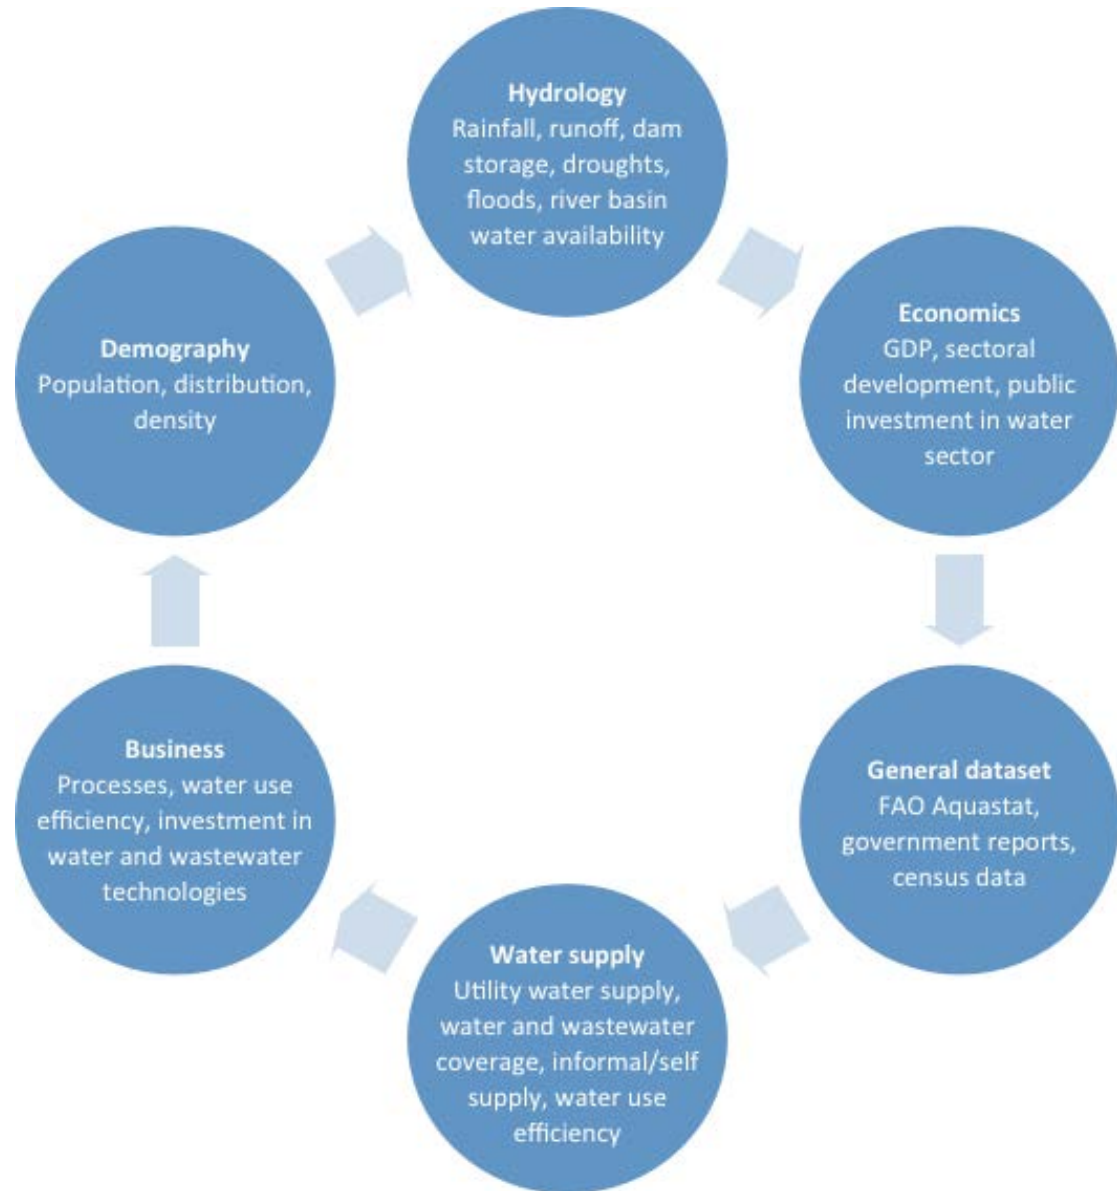 Hydrology
Rainfall, runoff, dam
storage, droughts,
floods, river basin
water availability
Economics
GDP, sectoral
development, public
investment in water
sector
General dataset
FAO Aquastat,
government reports,
census data
Water supply
Utility water supply,
water and wastewater
coverage, informal/self
supply, water use
efficiency
Business
Processes, water use
efficiency, investment in
water and wastewater
technologies
Demography
Population, distribution,
density